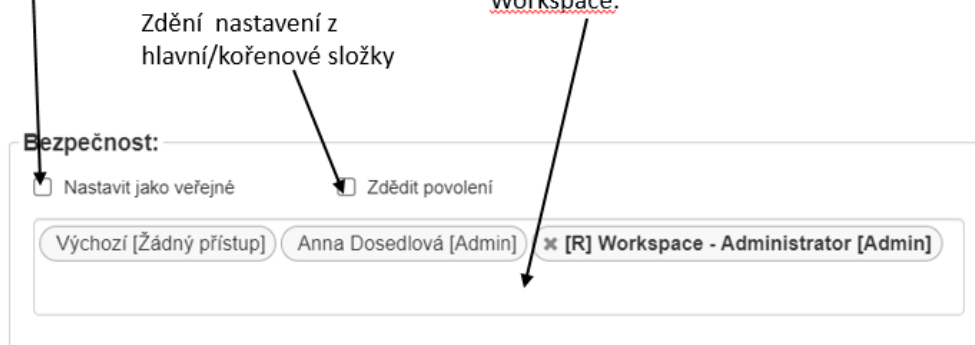 Workspace.
Zdění nastavení z
hlavní/kořenové složky
Bezpečnost:
Nastavit jako veřejné
Zdědit povolení
Výchozí [Žádný přístup]
Anna Dosedlová [Admin]
✖ [R] Workspace - Administrator [Admin]